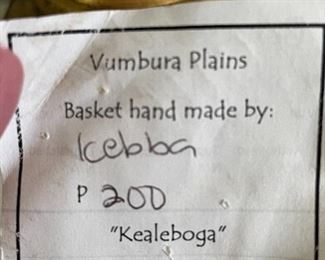 Vumbura Plains
Basket hand made by:
Kebba
P 200
"Kealeboga"